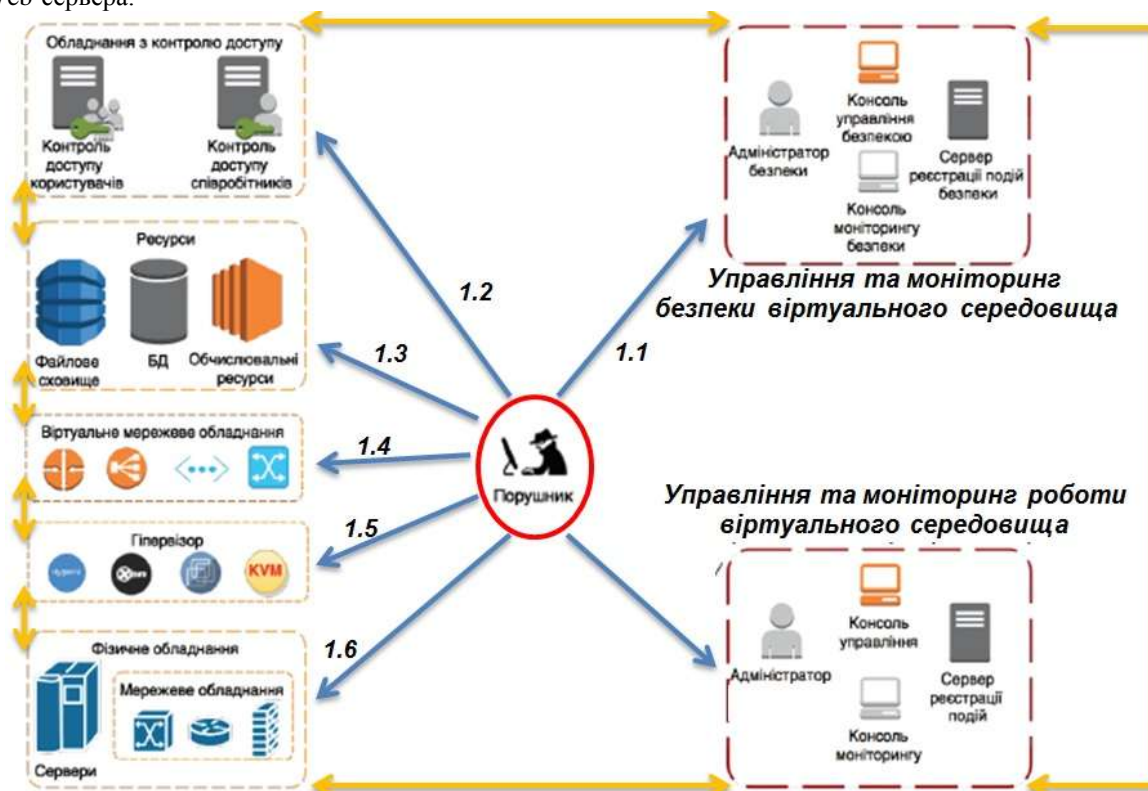 Обладнання з контролю доступу
Контроль
доступу
користувачів
Контроль
доступу
співробітників
Ресурси
Файлове
сховище
БД
Обчислювальні
ресурси
Віртуальне мережеве обладнання
Гіпервізор
KVM
Фізичне обладнання
Мережеве обладнання
Сервери
1.2
1.3
1.4
1.5
1.6
1.1
Порушник
Адміністратор
безпеки
Консоль
управління
безпекою
Консоль
моніторингу
безпеки
Сервер
реєстрації подій
безпеки
Управління та моніторинг
безпеки віртуального середовища
Управління та моніторинг роботи
віртуального середовища
Адміністратор
Консоль
управління
Консоль
моніторингу
Сервер
реєстрації
подій